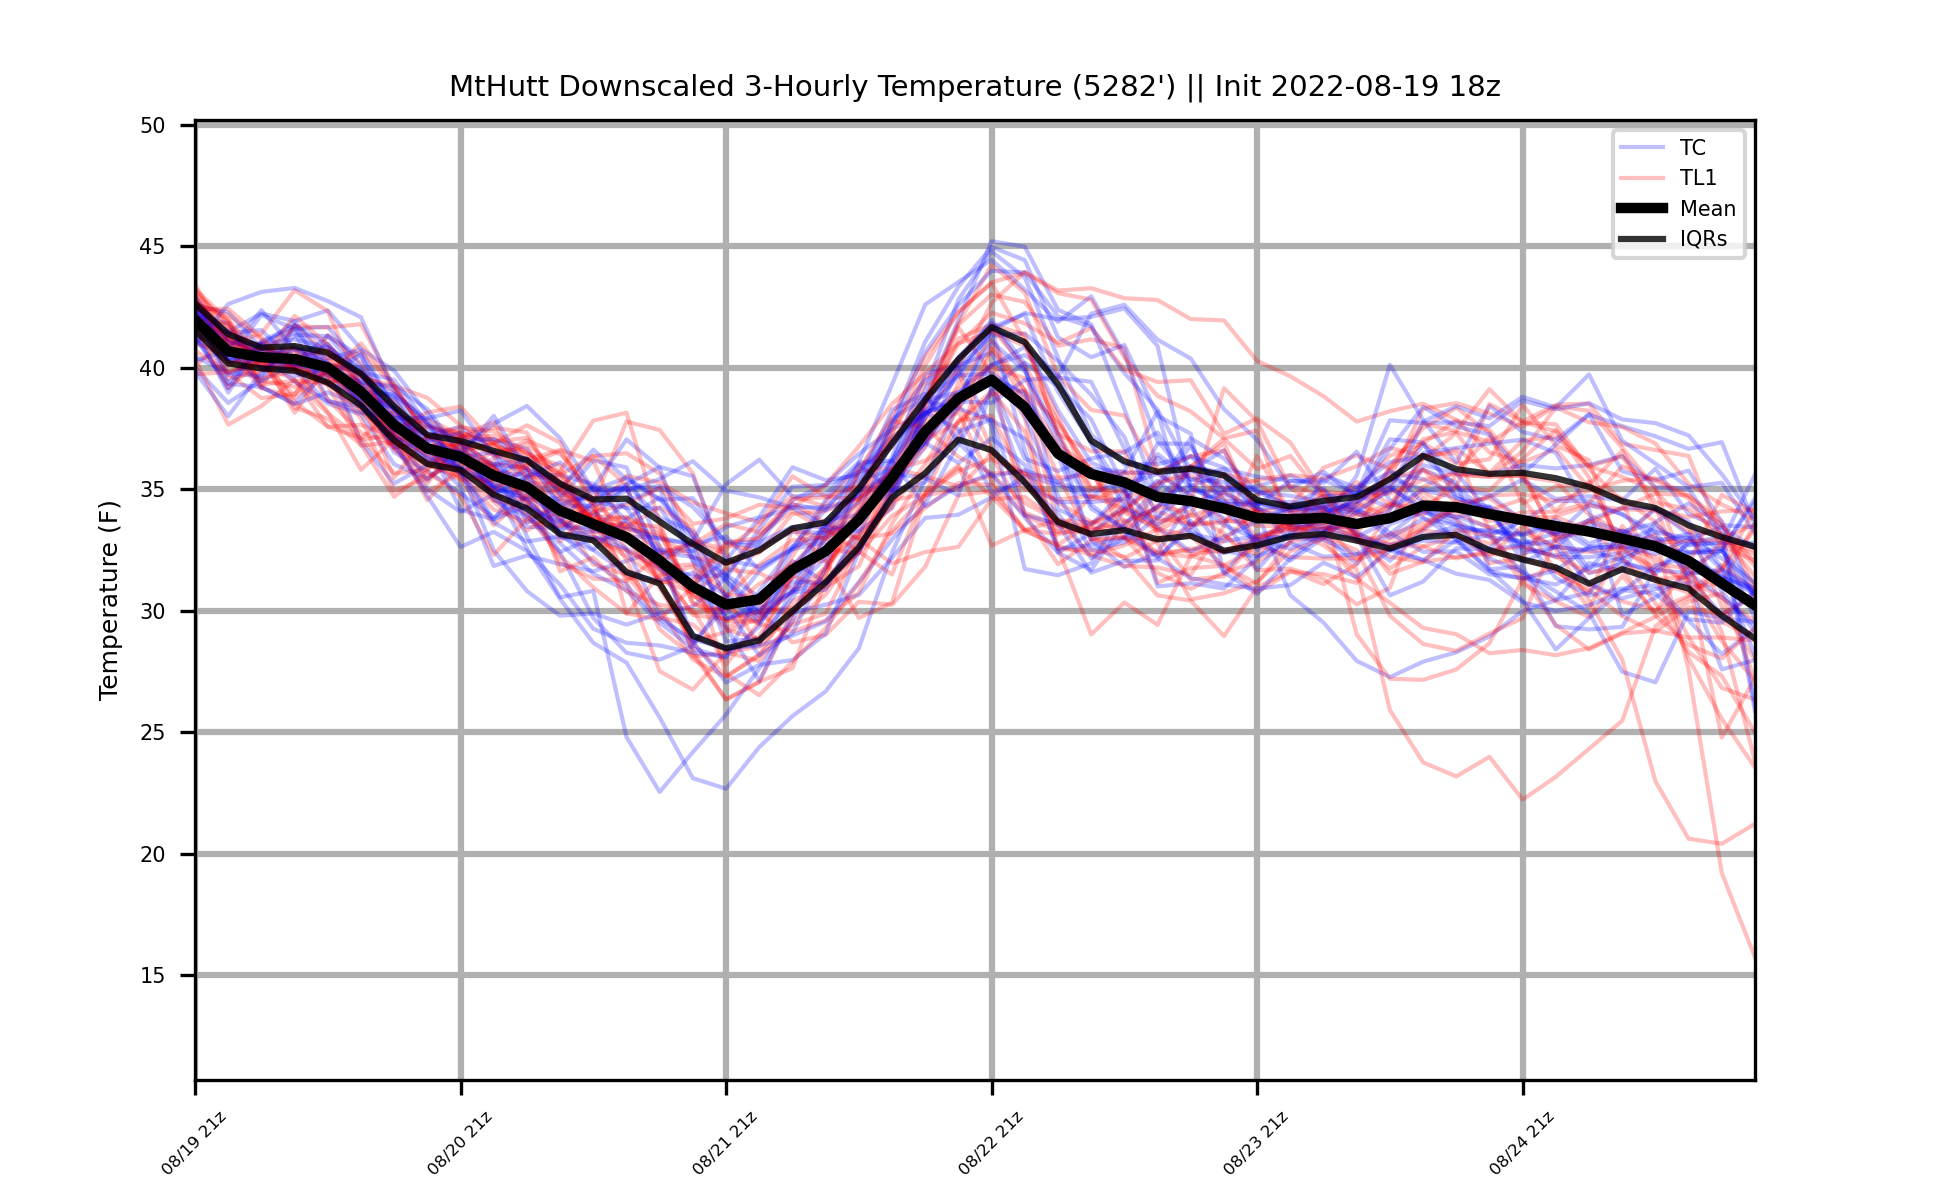 MtHutt Downscaled 3-Hourly Temperature (5282') || Init 2022-08-19 18z
TC
TL1
Mean
IQRs
Temperature (F)
50
45
40
35
30
25
20
15
08/19 21z
08/20 21z
08/21 21z
08/22 21z
08/23 21z
08/24 21z